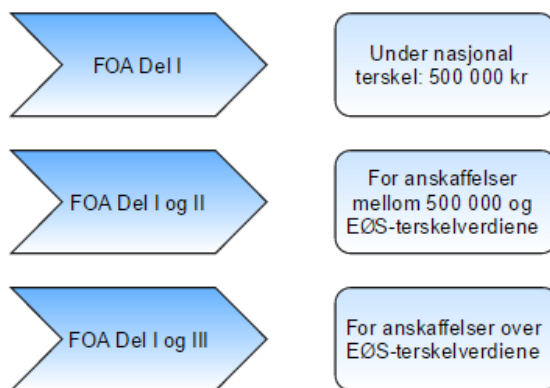 FOA Del I
Under nasjonal
terskel: 500 000 kr
FOA Del I og II
For anskaffelser
mellom 500 000 og
EØS-terskelverdiene
FOA Del I og III
For anskaffelser over
EØS-terskelverdiene